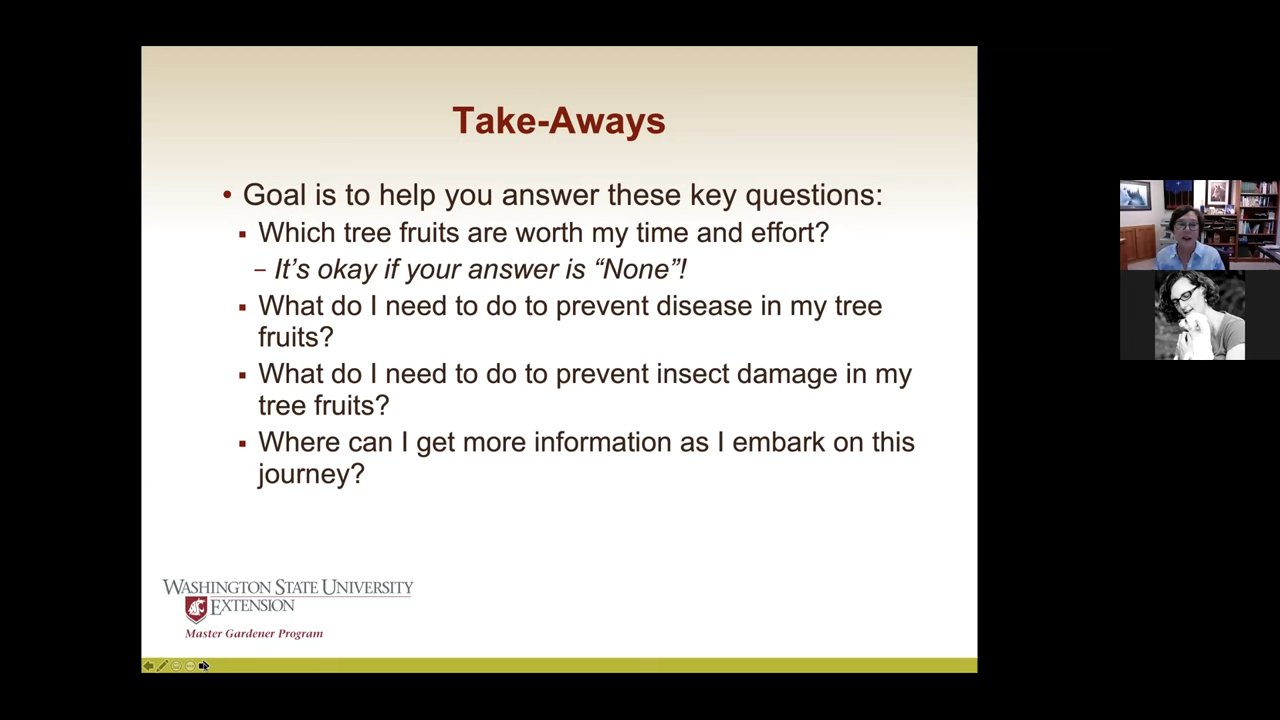 Take-Aways
• Goal is to help you answer these key questions:
▪ Which tree fruits are worth my time and effort?
– It’s okay if your answer is “None”!
▪ What do I need to do to prevent disease in my tree
fruits?
▪ What do I need to do to prevent insect damage in my
tree fruits?
▪ Where can I get more information as I embark on this
journey?
WASHINGTON STATE UNIVERSITY
EXTENSION
Master Gardener Program